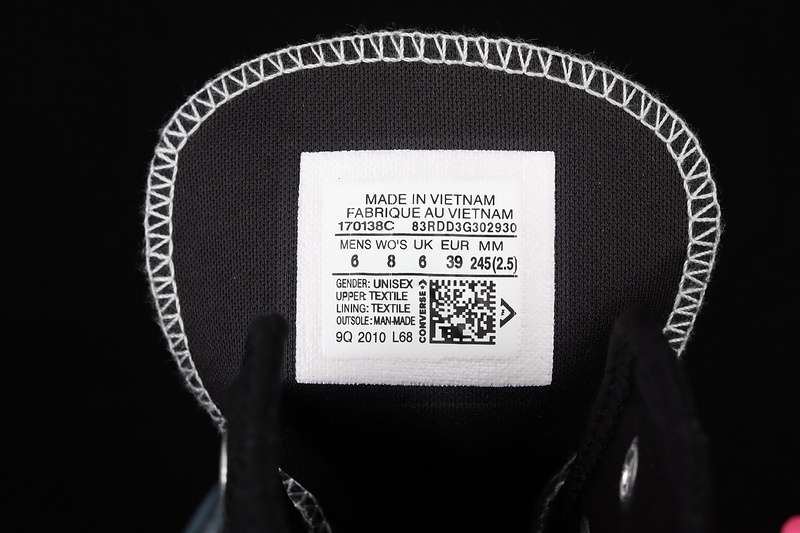 MADE IN VIETNAM
FABRIQUE AU VIETNAM
170138C 83RDD3G302930
MENS WO'S UK EUR MM
6 8 6 39 245(2.5)
GENDER: UNISEX
UPPER: TEXTILE
LINING: TEXTILE
OUTSOLE: MAN-MADE
9Q 2010 L68
CONVERSE